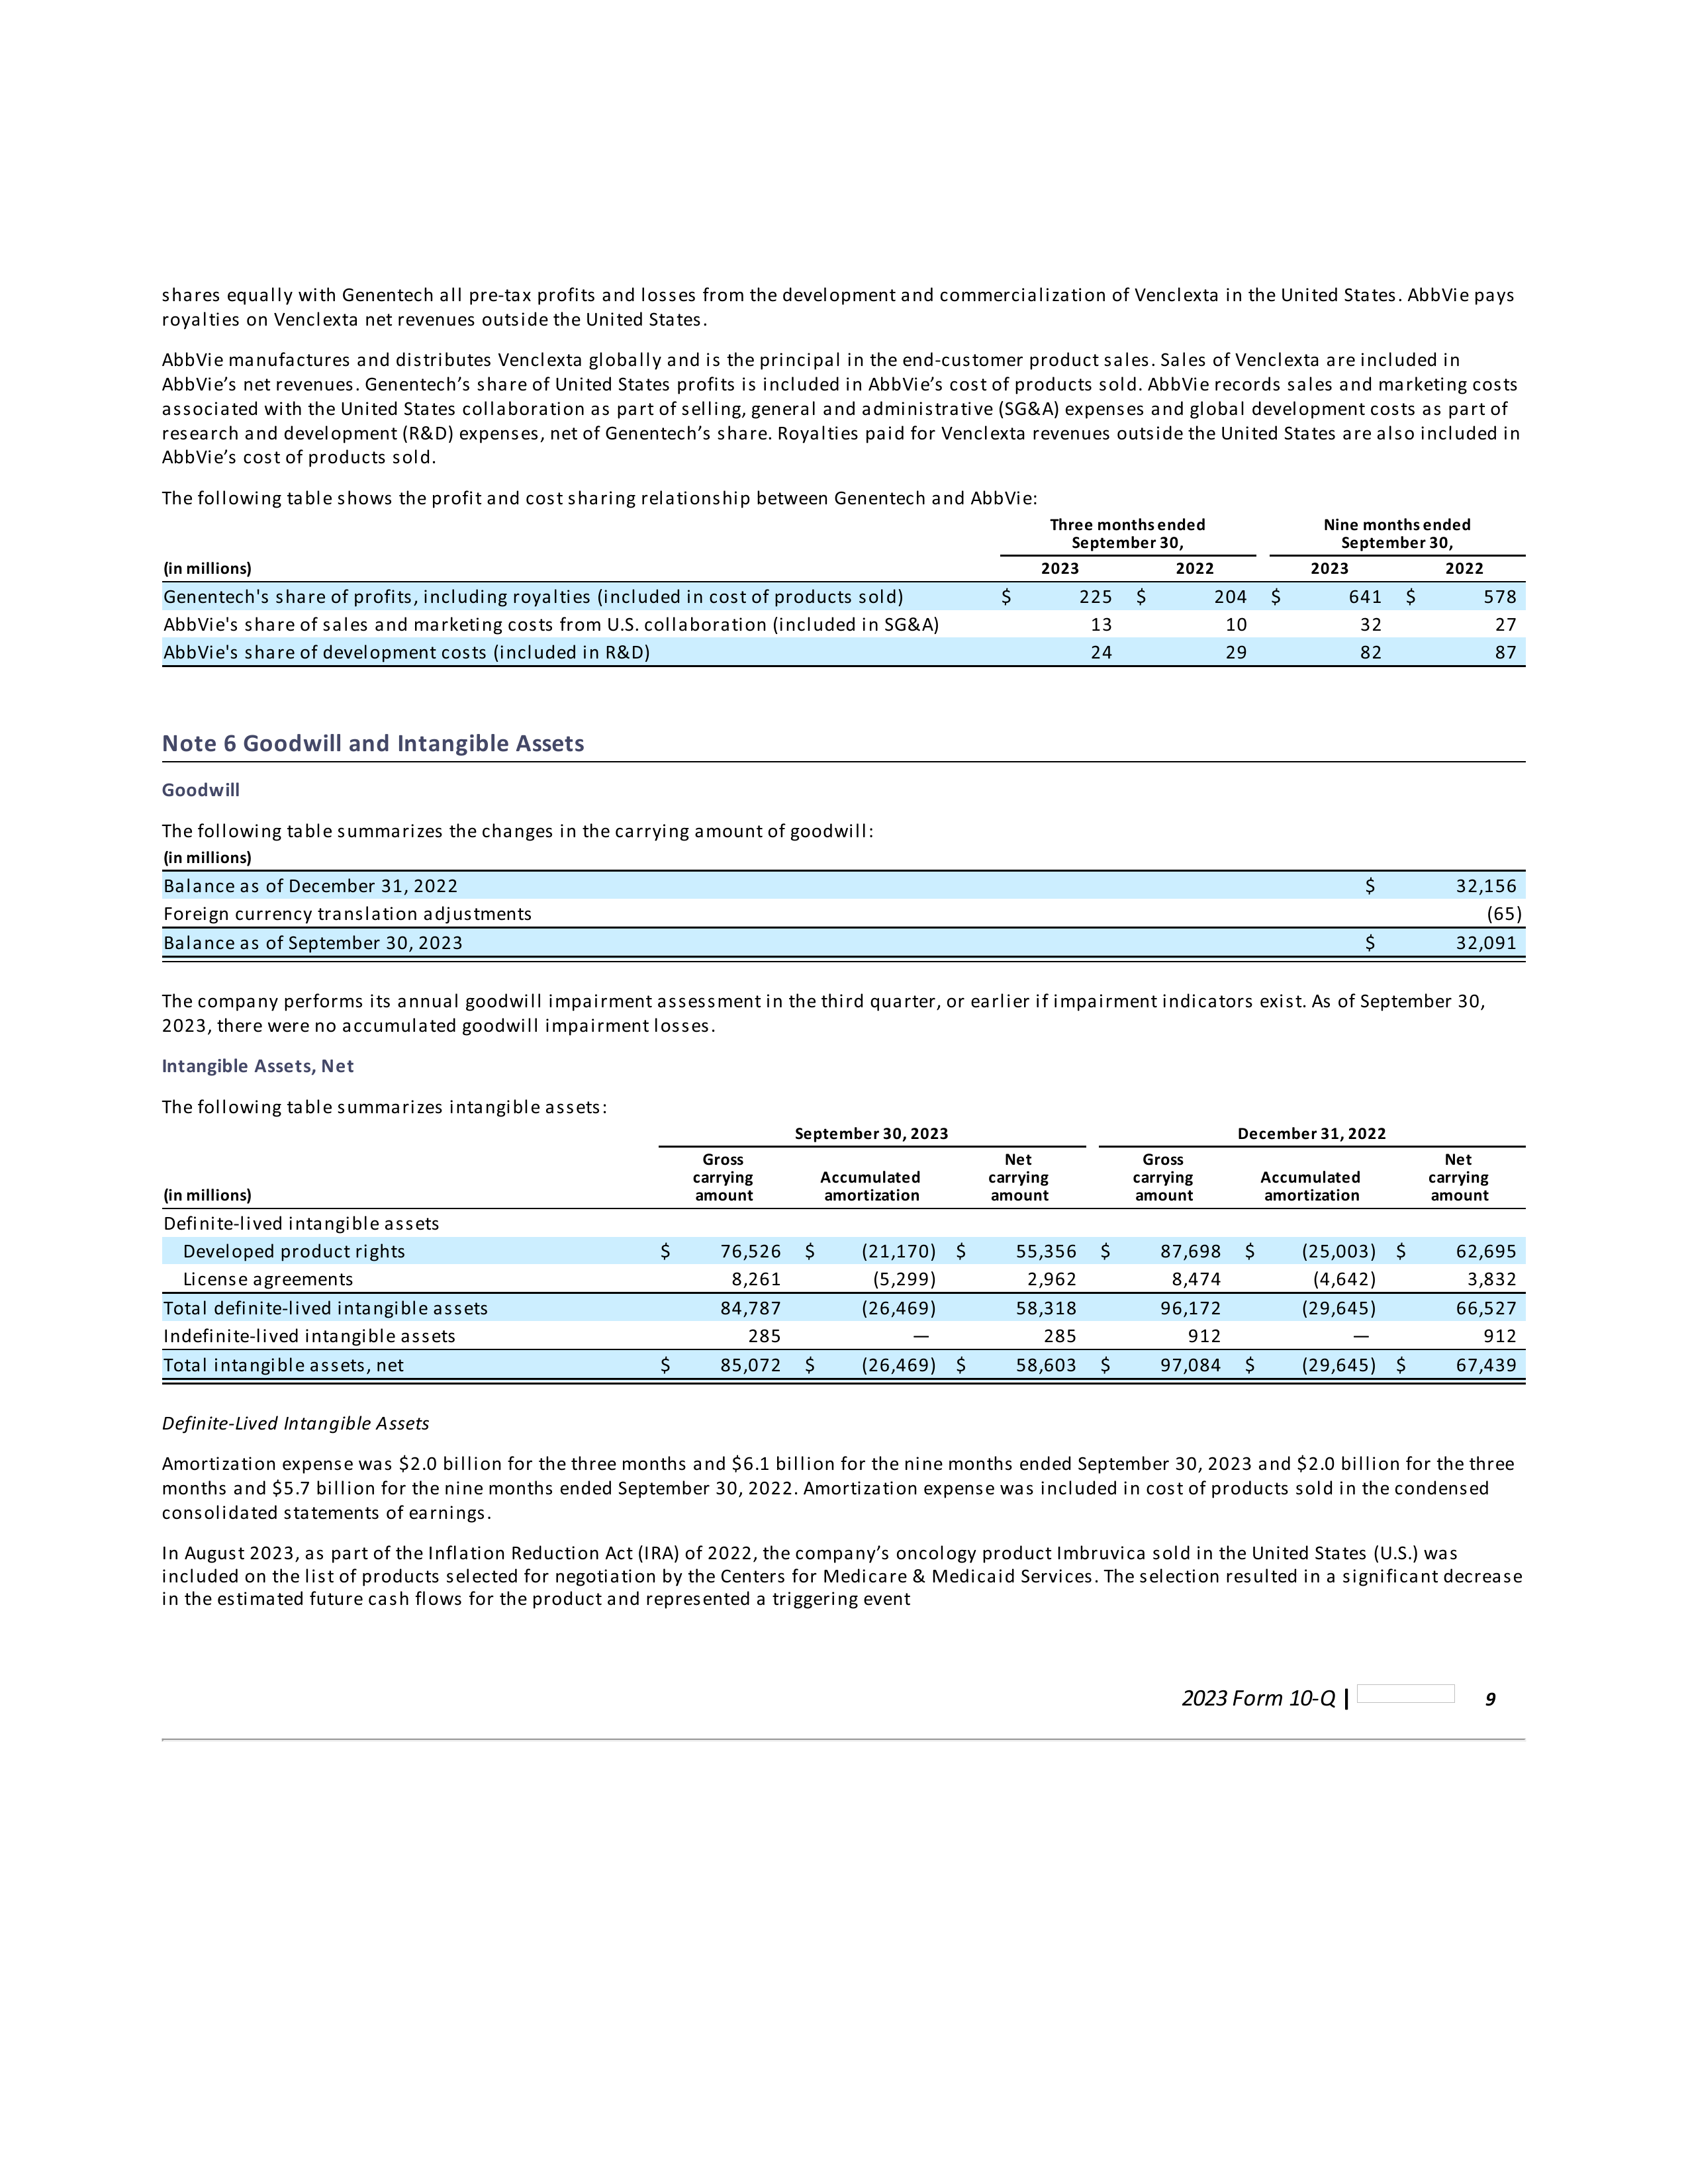 shares equally with Genentech all pre-tax profits and losses from the development and commercialization of Venclexta in the United States. AbbVie pays
royalties on Venclexta net revenues outside the United States.
AbbVie manufactures and distributes Venclexta globally and is the principal in the end-customer product sales. Sales of Venclexta are included in
AbbVie’s net revenues. Genentech’s share of United States profits is included in AbbVie’s cost of products sold. AbbVie records sales and marketing costs
associated with the United States collaboration as part of selling, general and administrative (SG&A) expenses and global development costs as part of
research and development (R&D) expenses, net of Genentech’s share. Royalties paid for Venclexta revenues outside the United States are also included in
AbbVie’s cost of products sold.
The following table shows the profit and cost sharing relationship between Genentech and AbbVie:
Three months ended Nine months ended
September 30, September 30,
(in millions) 2023 2022 2023 2022
Genentech's share of profits, including royalties (included in cost of products sold) $ 225 $ 204 $ 641 $ 578
AbbVie's share of sales and marketing costs from U.S. collaboration (included in SG&A) 13 10 32 27
AbbVie's share of development costs (included in R&D) 24 29 82 87
Note 6 Goodwill and Intangible Assets
Goodwill
The following table summarizes the changes in the carrying amount of goodwill:
(in millions)
Balance as of December 31, 2022 $ 32,156
Foreign currency translation adjustments (65)
Balance as of September 30, 2023 $ 32,091
The company performs its annual goodwill impairment assessment in the third quarter, or earlier if impairment indicators exist. As of September 30,
2023, there were no accumulated goodwill impairment losses.
Intangible Assets, Net
The following table summarizes intangible assets:
September 30, 2023 December 31, 2022
Gross Net Gross Net
carrying Accumulated carrying carrying Accumulated carrying
(in millions) amount amortization amount amount amortization amount
Definite-lived intangible assets
Developed product rights $ 76,526 $ (21,170) $ 55,356 $ 87,698 $ (25,003) $ 62,695
License agreements 8,261 (5,299) 2,962 8,474 (4,642) 3,832
Total definite-lived intangible assets 84,787 (26,469) 58,318 96,172 (29,645) 66,527
Indefinite-lived intangible assets 285 — 285 912 — 912
Total intangible assets, net $ 85,072 $ (26,469) $ 58,603 $ 97,084 $ (29,645) $ 67,439
Definite-Lived Intangible Assets
Amortization expense was $2.0 billion for the three months and $6.1 billion for the nine months ended September 30, 2023 and $2.0 billion for the three
months and $5.7 billion for the nine months ended September 30, 2022. Amortization expense was included in cost of products sold in the condensed
consolidated statements of earnings.
In August 2023, as part of the Inflation Reduction Act (IRA) of 2022, the company’s oncology product Imbruvica sold in the United States (U.S.) was
included on the list of products selected for negotiation by the Centers for Medicare & Medicaid Services. The selection resulted in a significant decrease
in the estimated future cash flows for the product and represented a triggering event
2023 Form 10-Q | 9